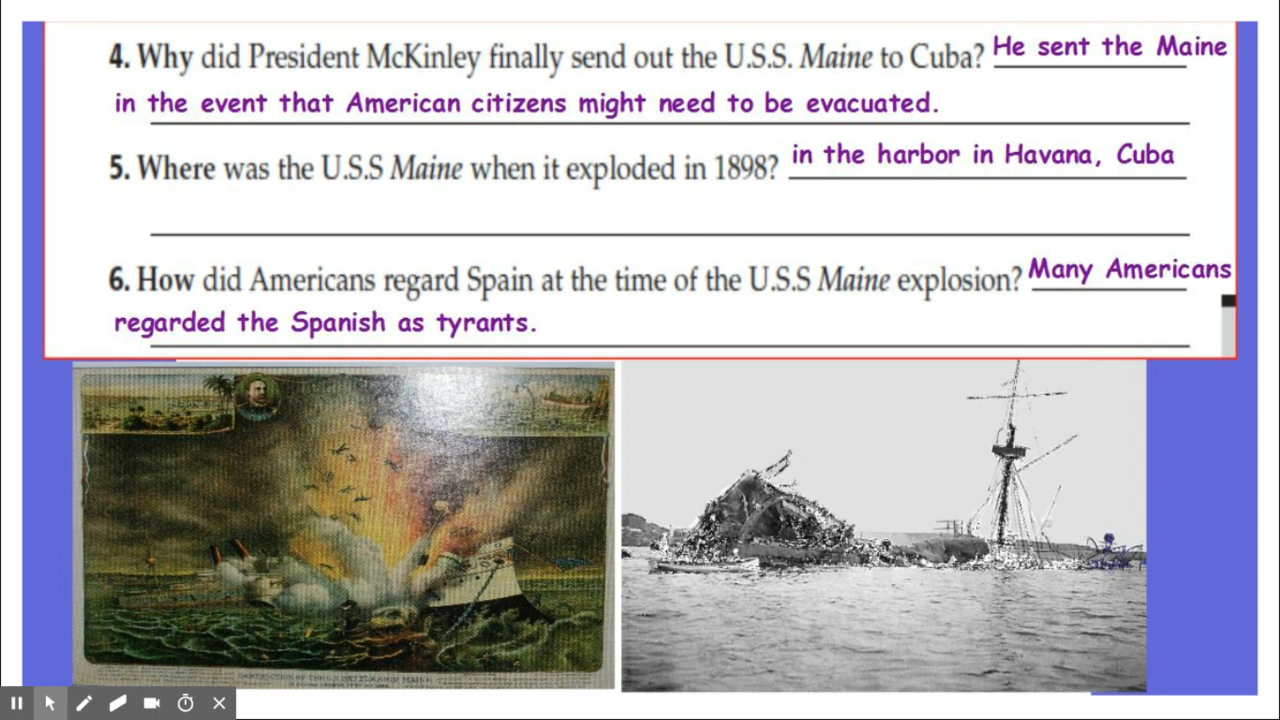 4. Why did President McKinley finally send out the U.S.S. Maine to Cuba? He sent the Maine
in the event that American citizens might need to be evacuated.
5. Where was the U.S.S Maine when it exploded in 1898? in the harbor in Havana, Cuba
6. How did Americans regard Spain at the time of the U.S.S Maine explosion? Many Americans
regarded the Spanish as tyrants.